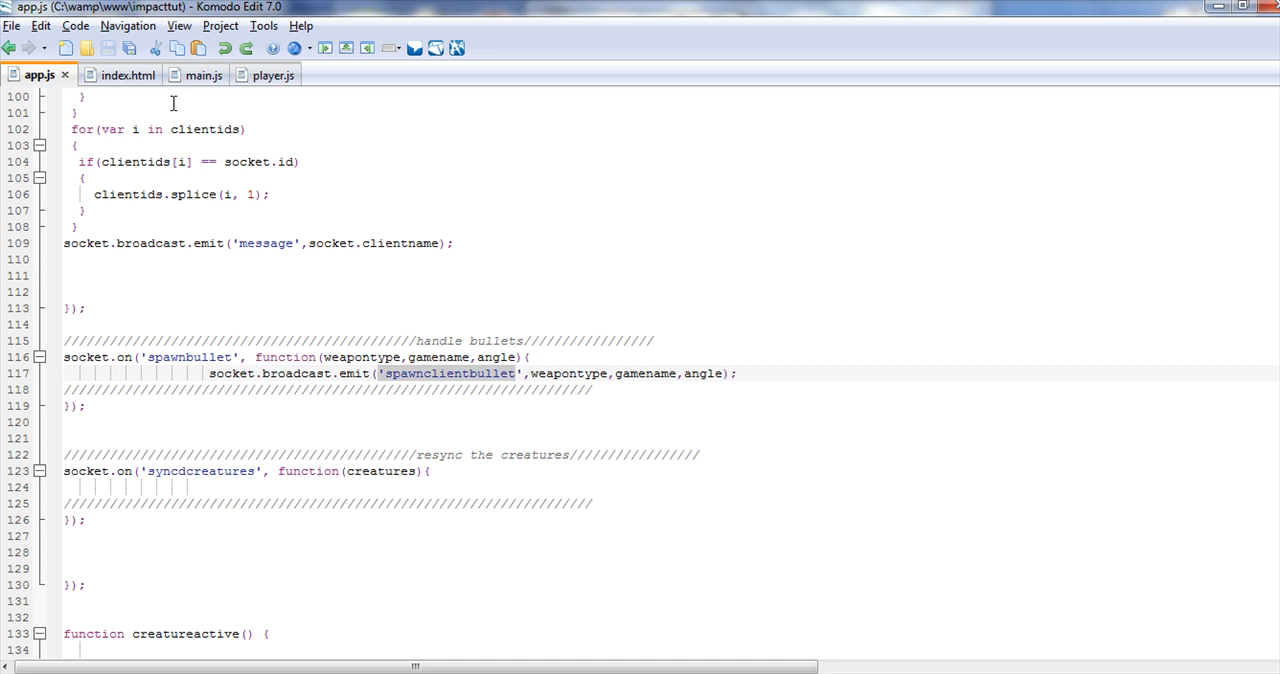 app.js (C:\wamp\www\impacttut) - Komodo Edit 7.0
File Edit Code Navigation View Project Tools Help
app.js index.html main.js player.js
100 }
101 }
102 for(var i in clientids)
103 {
104 if(clientids[i] == socket.id)
105 {
106 clientids.splice(i, 1);
107 }
108 }
109 socket.broadcast.emit('message',socket.clientname);
110
111
112
113 });
114
115 //////////////////////////////////////////////handle bullets/////////////////
116 socket.on('spawnbullet', function(weapontype,gamename,angle){
117 socket.broadcast.emit('spawnclientbullet',weapontype,gamename,angle);
118 /////////////////////////////////////////////////////////////////////
119 });
120
121
122 //////////////////////////////////////////////resync the creatures/////////////////
123 socket.on('syncdcreatures', function(creatures){
124
125 /////////////////////////////////////////////////////////////////////
126 });
127
128
129
130 });
131
132
133 function creatureactive() {
134